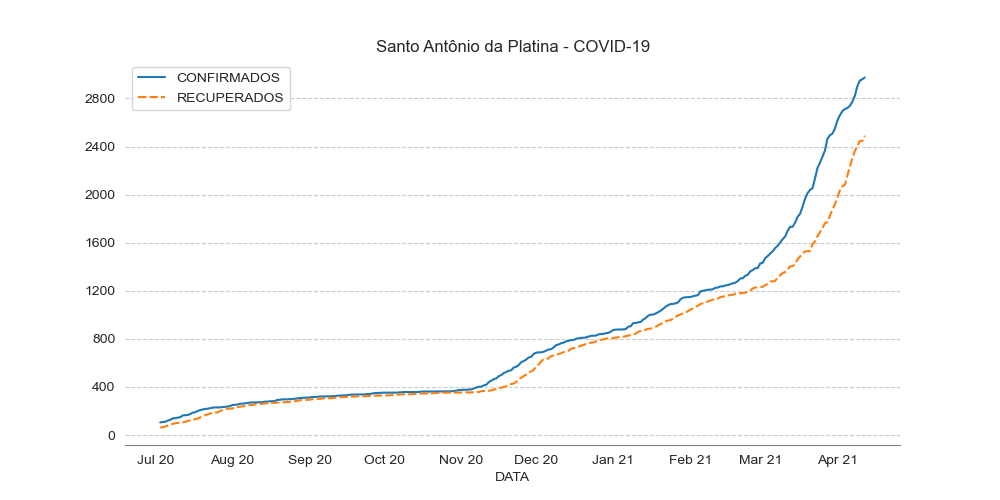 Santo Antônio da Platina - COVID-19
CONFIRMADOS
RECUPERADOS
2800
2400
2000
1600
1200
800
400
0
Jul 20 Aug 20 Sep 20 Oct 20 Nov 20 Dec 20 Jan 21 Feb 21 Mar 21 Apr 21
DATA